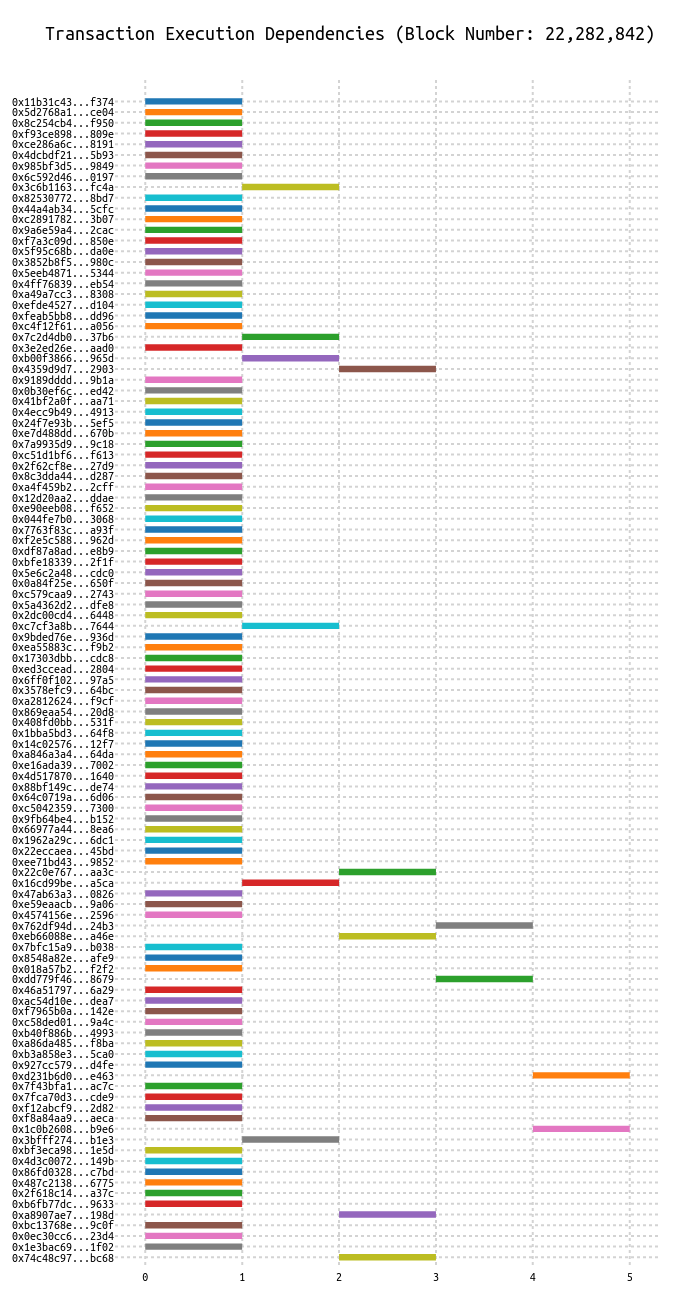 Transaction Execution Dependencies (Block Number: 22,282,842)
0x11b31c43...f374
0x5d2768a1...ce04
0x8c254cb4...f950
0xf93ce898...809e
0xce286a6c...8191
0x4dcbdf21...5b93
0x985bf3d5...9849
0x6c592d46...0197
0x3c6b1163...fc4a
0x82530772...8bd7
0x44a4ab34...5cfc
0xc2891782...3b07
0x9a6e59a4...2cac
0xf7a3c09d...850e
0x5f95c68b...da0e
0x3852b8f5...980c
0x5eeb4871...5344
0x4ff76839...eb54
0xa49a7cc3...8308
0xefde4527...d104
0xfeab5bb8...dd96
0xc4f12f61...a056
0x7c2d4db0...37b6
0x3e2ed26e...aad0
0xb00f3866...965d
0x4359d9d7...2903
0x9189dddd...9b1a
0x0b30ef6c...ed42
0x41bf2a0f...aa71
0x4ecc9b49...4913
0x24f7e93b...5ef5
0xe7d488dd...670b
0x7a9935d9...9c18
0xc51d1bf6...f613
0x2f62cf8e...27d9
0x8c3dda44...d287
0xa4f459b2...2cff
0x12d20aa2...ddae
0xe90eeb08...f652
0x044fe7b0...3068
0x7763f83c...a93f
0xf2e5c588...962d
0xdf87a8ad...e8b9
0xbfe18339...2f1f
0x5e6c2a48...cdc0
0x0a84f25e...650f
0xc579caa9...2743
0x5a4362d2...dfe8
0x2dc00cd4...6448
0xc7cf3a8b...7644
0x9bded76e...936d
0xea55883c...f9b2
0x17303dbb...cdc8
0xed3ccead...2804
0x6ff0f102...97a5
0x3578efc9...64bc
0xa2812624...f9cf
0x869eaa54...20d8
0x408fd0bb...531f
0x1bba5bd3...64f8
0x14c02576...12f7
0xa846a3a4...64da
0xe16ada39...7002
0x4d517870...1640
0x88bf149c...de74
0x64c0719a...6d06
0xc5042359...7300
0x9fb64be4...b152
0x66977a44...8ea6
0x1962a29c...6dc1
0x22eccaea...45bd
0xee71bd43...9852
0x22c0e767...aa3c
0x16cd99be...a5ca
0x47ab63a3...0826
0xe59eaacb...9a06
0x4574156e...2596
0x762df94d...24b3
0xeb66088e...a46e
0x7bfc15a9...b038
0x8548a82e...afe9
0x018a57b2...f2f2
0xdd779f46...8679
0x46a51797...6a29
0xac54d10e...dea7
0xf7965b0a...142e
0xc58ded01...9a4c
0xb40f886b...4993
0xa86da485...f8ba
0xb3a858e3...5ca0
0x927cc579...d4fe
0xd231b6d0...e463
0x7f43bfa1...ac7c
0x7fca70d3...cde9
0xf12abcf9...2d82
0xf8a84aa9...aeca
0x1c0b2608...b9e6
0x3bfff274...b1e3
0xbf3eca98...1e5d
0x4d3c0072...149b
0x86fd0328...c7bd
0x487c2138...6775
0x2f618c14...a37c
0xb6fb77dc...9633
0xa8907ae7...198d
0xbc13768e...9c0f
0x0ec30cc6...23d4
0x1e3bac69...1f02
0x74c48c97...bc68
0 1 2 3 4 5